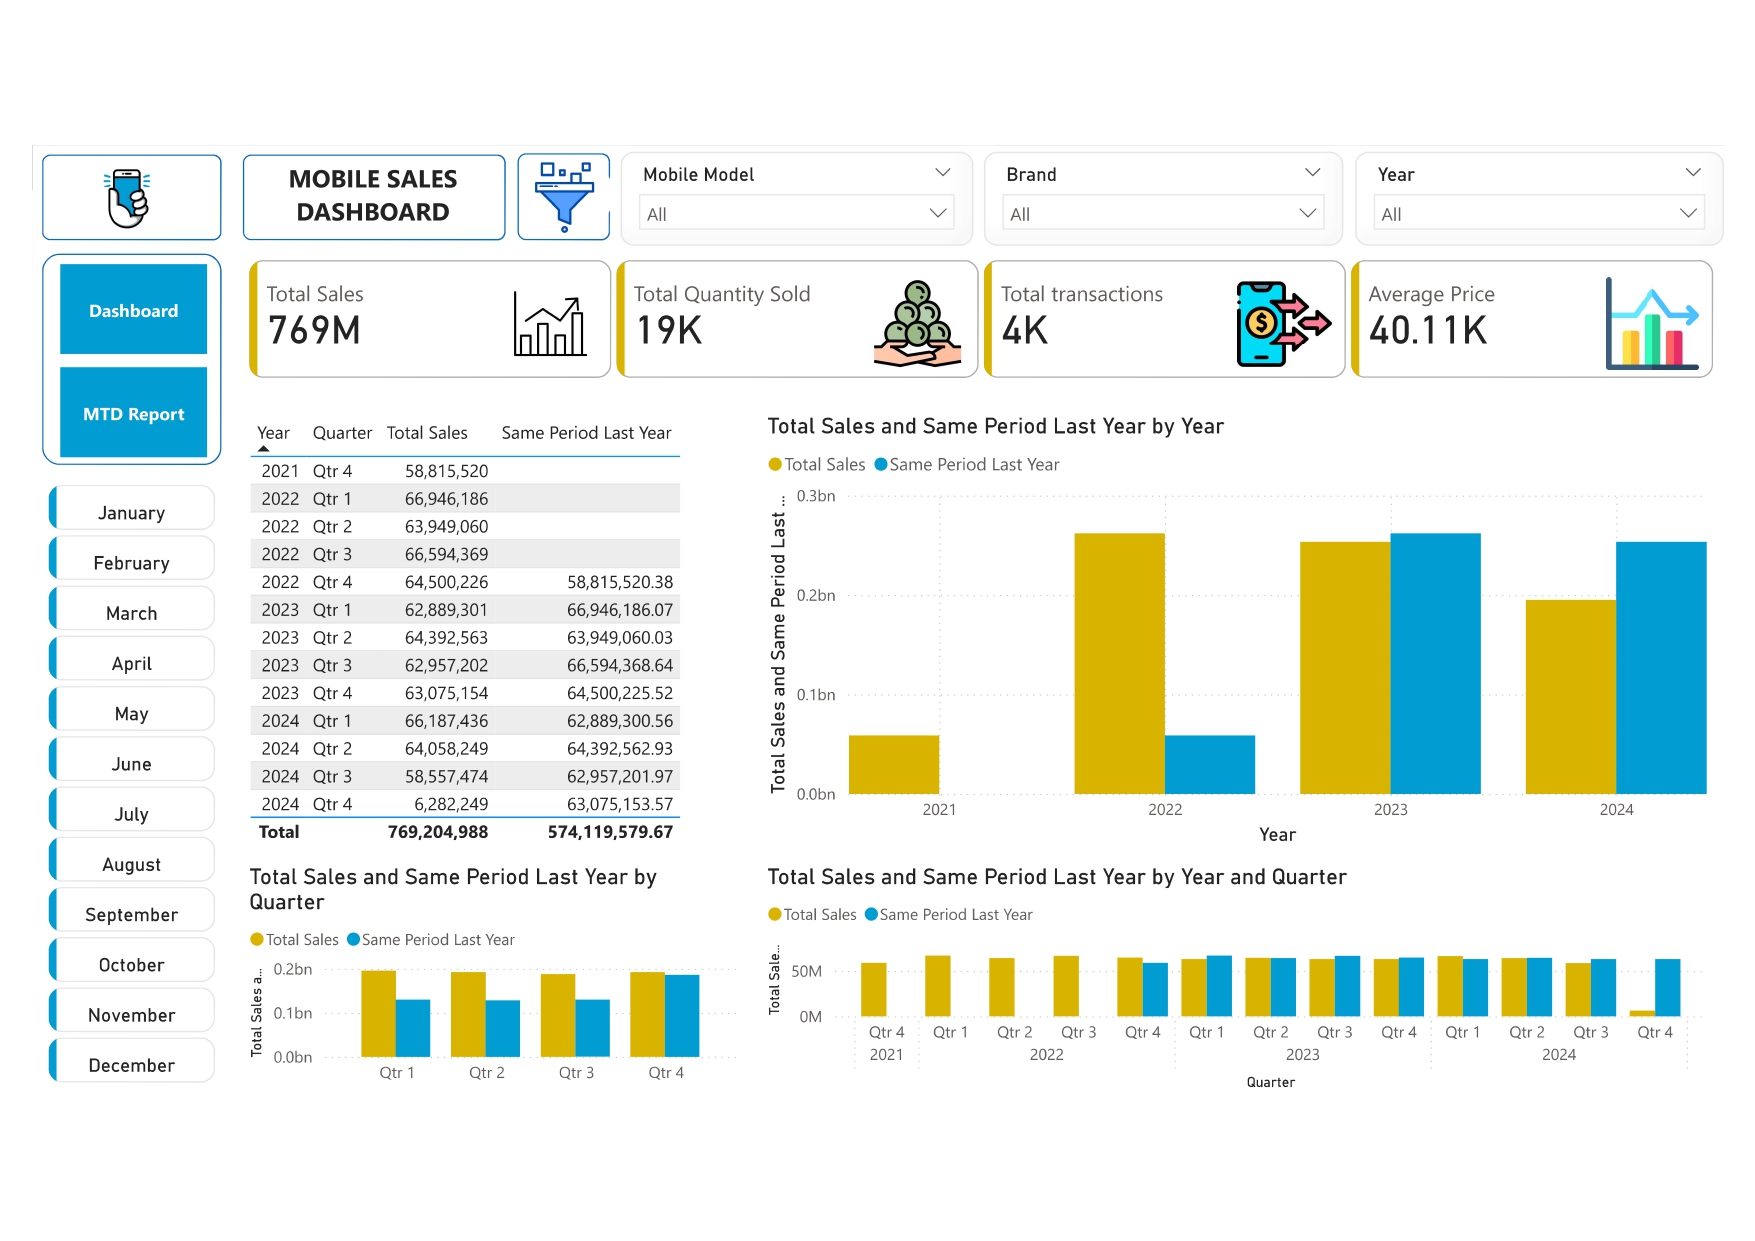 MOBILE SALES
DASHBOARD
Mobile Model
All
Brand
All
Year
All
Dashboard
MTD Report
January
February
March
April
May
June
July
August
September
October
November
December
Total Sales
769M
Total Quantity Sold
19K
Total transactions
4K
$
Average Price
40.11K
Year Quarter Total Sales Same Period Last Year
2021 Qtr 4 58,815,520
2022 Qtr 1 66,946,186
2022 Qtr 2 63,949,060
2022 Qtr 3 66,594,369
2022 Qtr 4 64,500,226 58,815,520.38
2023 Qtr 1 62,889,301 66,946,186.07
2023 Qtr 2 64,392,563 63,949,060.03
2023 Qtr 3 62,957,202 66,594,368.64
2023 Qtr 4 63,075,154 64,500,225.52
2024 Qtr 1 66,187,436 62,889,300.56
2024 Qtr 2 64,058,249 64,392,562.93
2024 Qtr 3 58,557,474 62,957,201.97
2024 Qtr 4 6,282,249 63,075,153.57
Total 769,204,988 574,119,579.67
Total Sales and Same Period Last Year by Year
Total Sales Same Period Last Year
Total Sales and Same Period Last ...
0.3bn
0.2bn
0.1bn
0.0bn
2021 2022 2023 2024
Year
Total Sales and Same Period Last Year by
Quarter
Total Sales Same Period Last Year
Total Sales a...
0.2bn
0.1bn
0.0bn
Qtr 1 Qtr 2 Qtr 3 Qtr 4
Total Sales and Same Period Last Year by Year and Quarter
Total Sales Same Period Last Year
Total Sale...
50M
0M
Qtr 4 Qtr 1 Qtr 2 Qtr 3 Qtr 4 Qtr 1 Qtr 2 Qtr 3 Qtr 4 Qtr 1 Qtr 2 Qtr 3 Qtr 4
2021 2022 2023 2024
Quarter